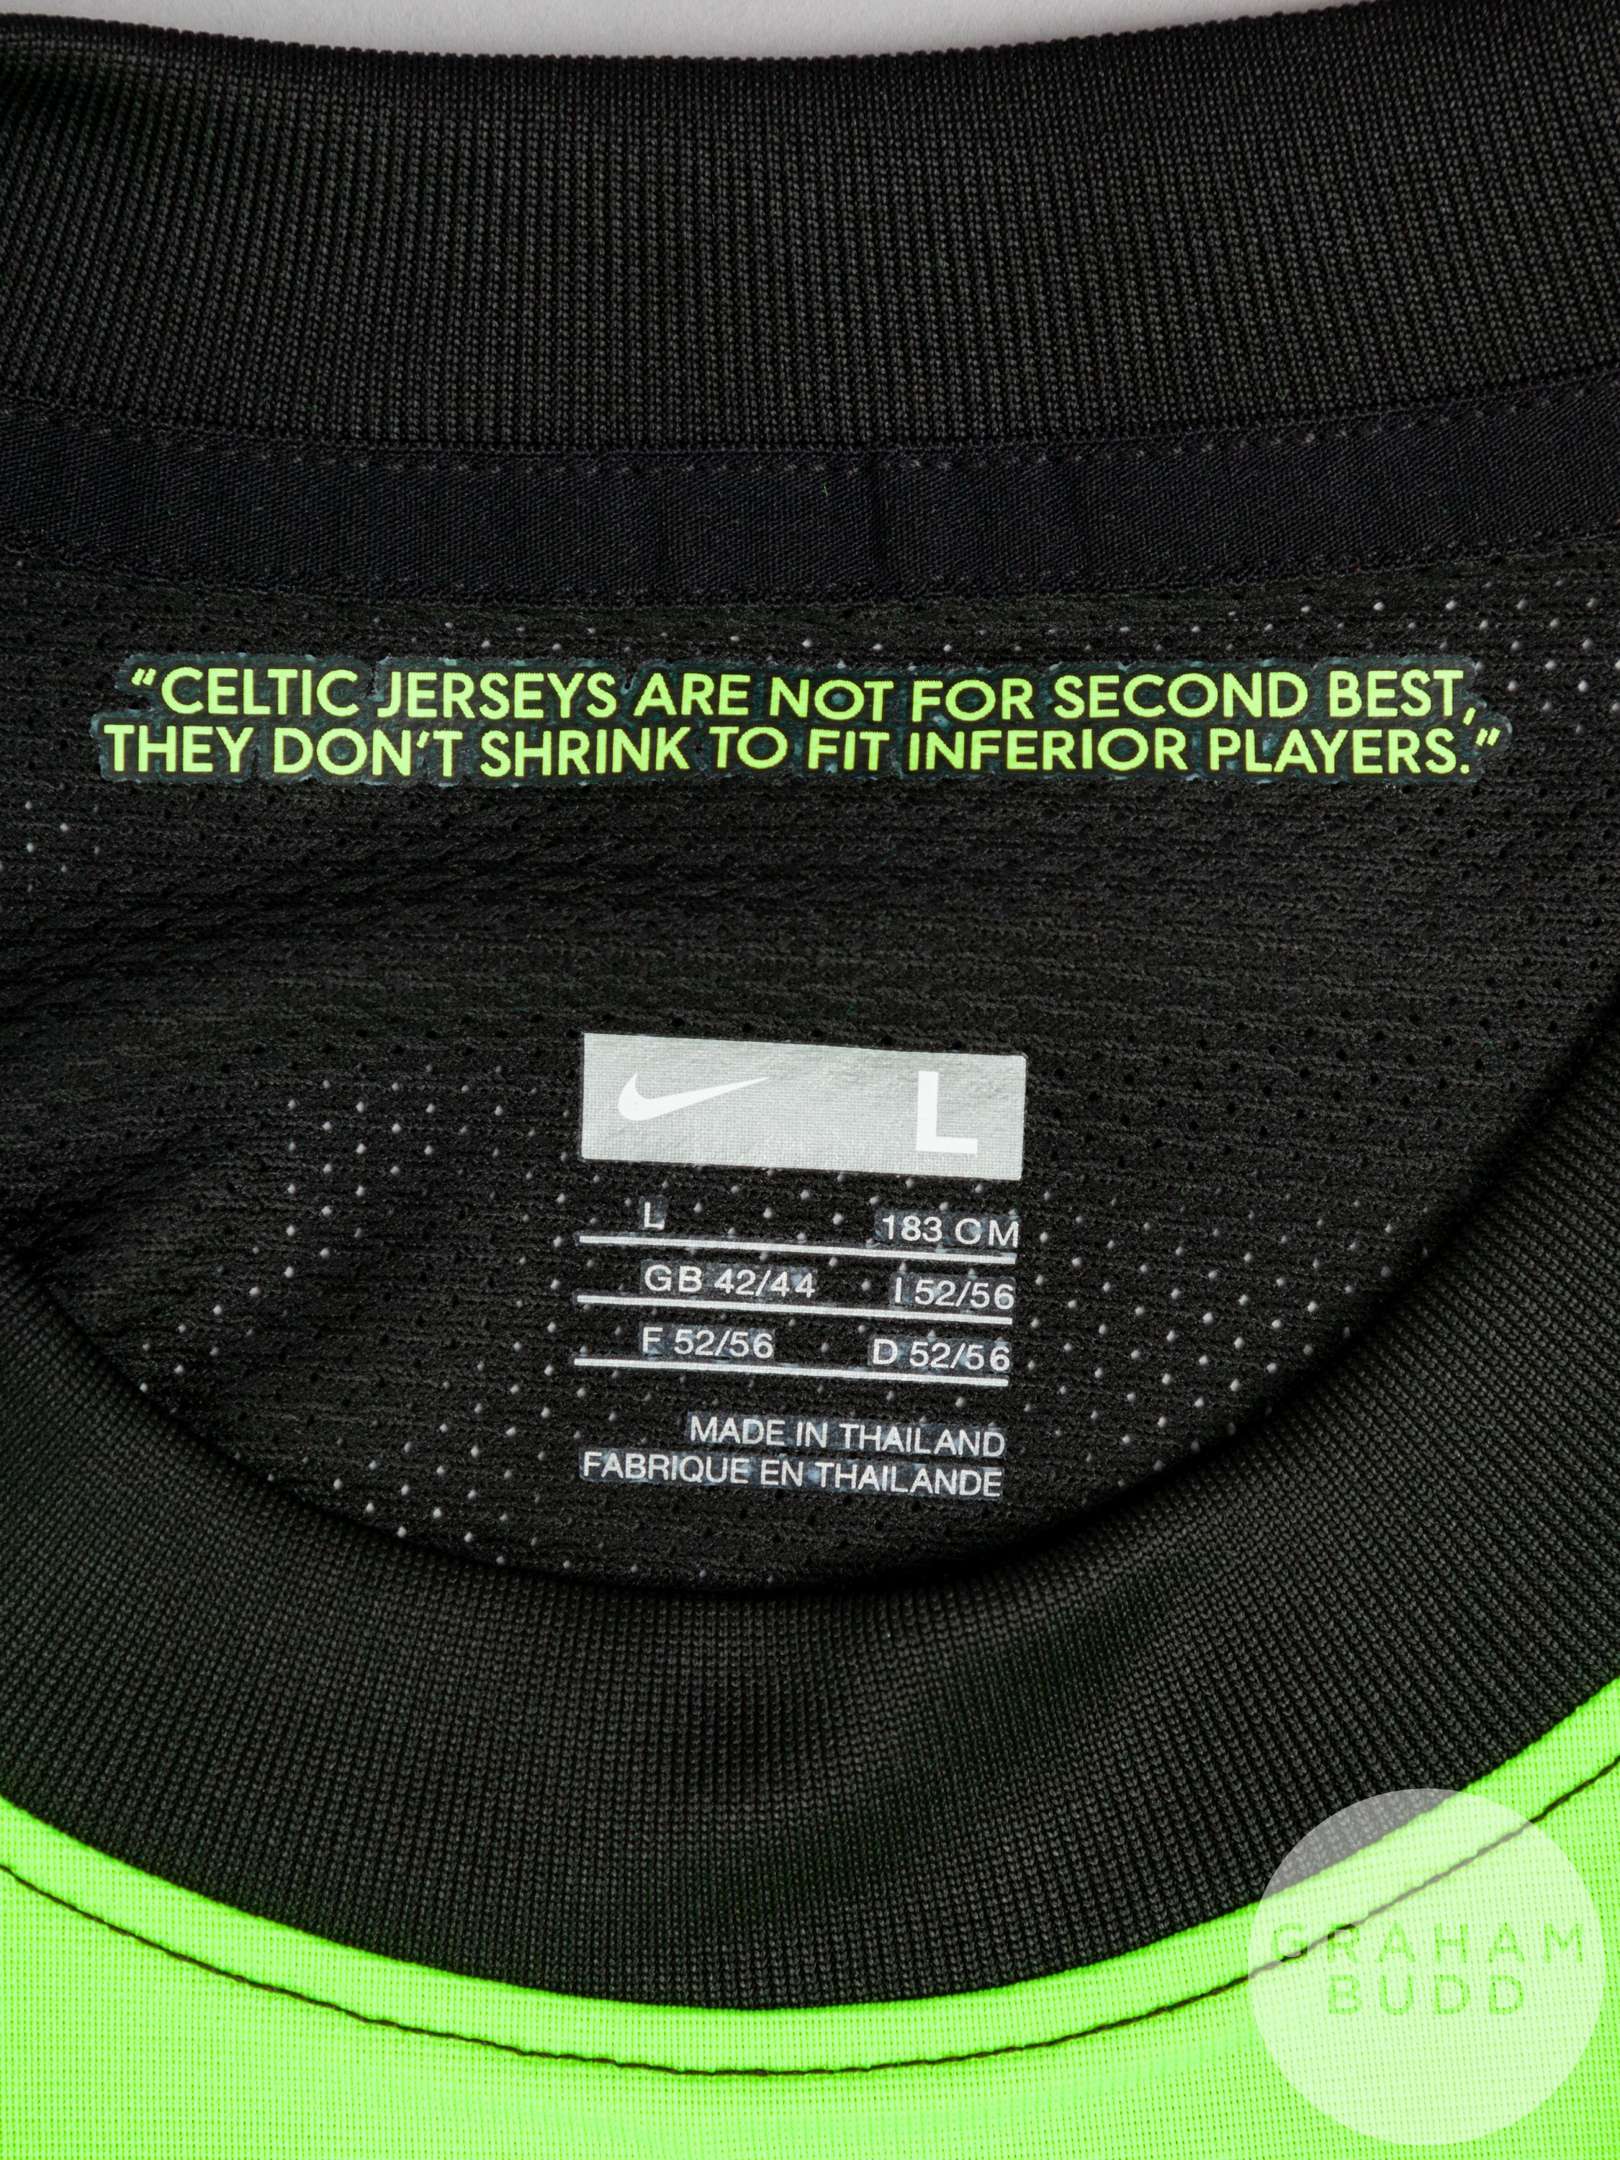 “CELTIC JERSEYS ARE NOT FOR SECOND BEST,
THEY DON’T SHRINK TO FIT INFERIOR PLAYERS.”
L
L 183 CM
GB 42/44 I 52/56
F 52/56 D 52/56
MADE IN THAILAND
FABRIQUE EN THAILANDE
GRAHAM
BUDD